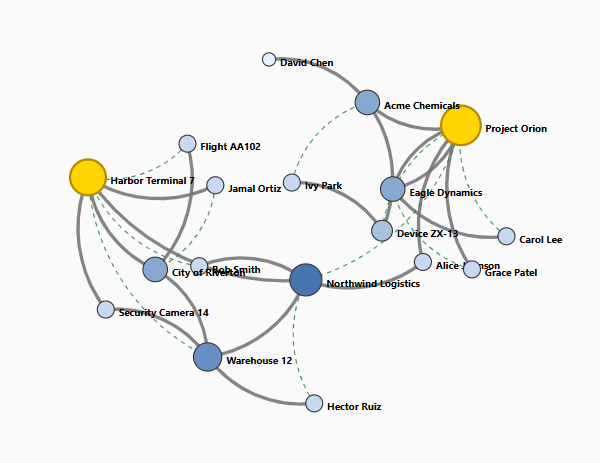 David Chen
Acme Chemicals
Project Orion
Flight AA102
Harbor Terminal 7
Jamal Ortiz
Ivy Park
Eagle Dynamics
Device ZX-13
Carol Lee
Bob Smith
City of Riverton
Alice Johnson
Grace Patel
Northwind Logistics
Security Camera 14
Warehouse 12
Hector Ruiz